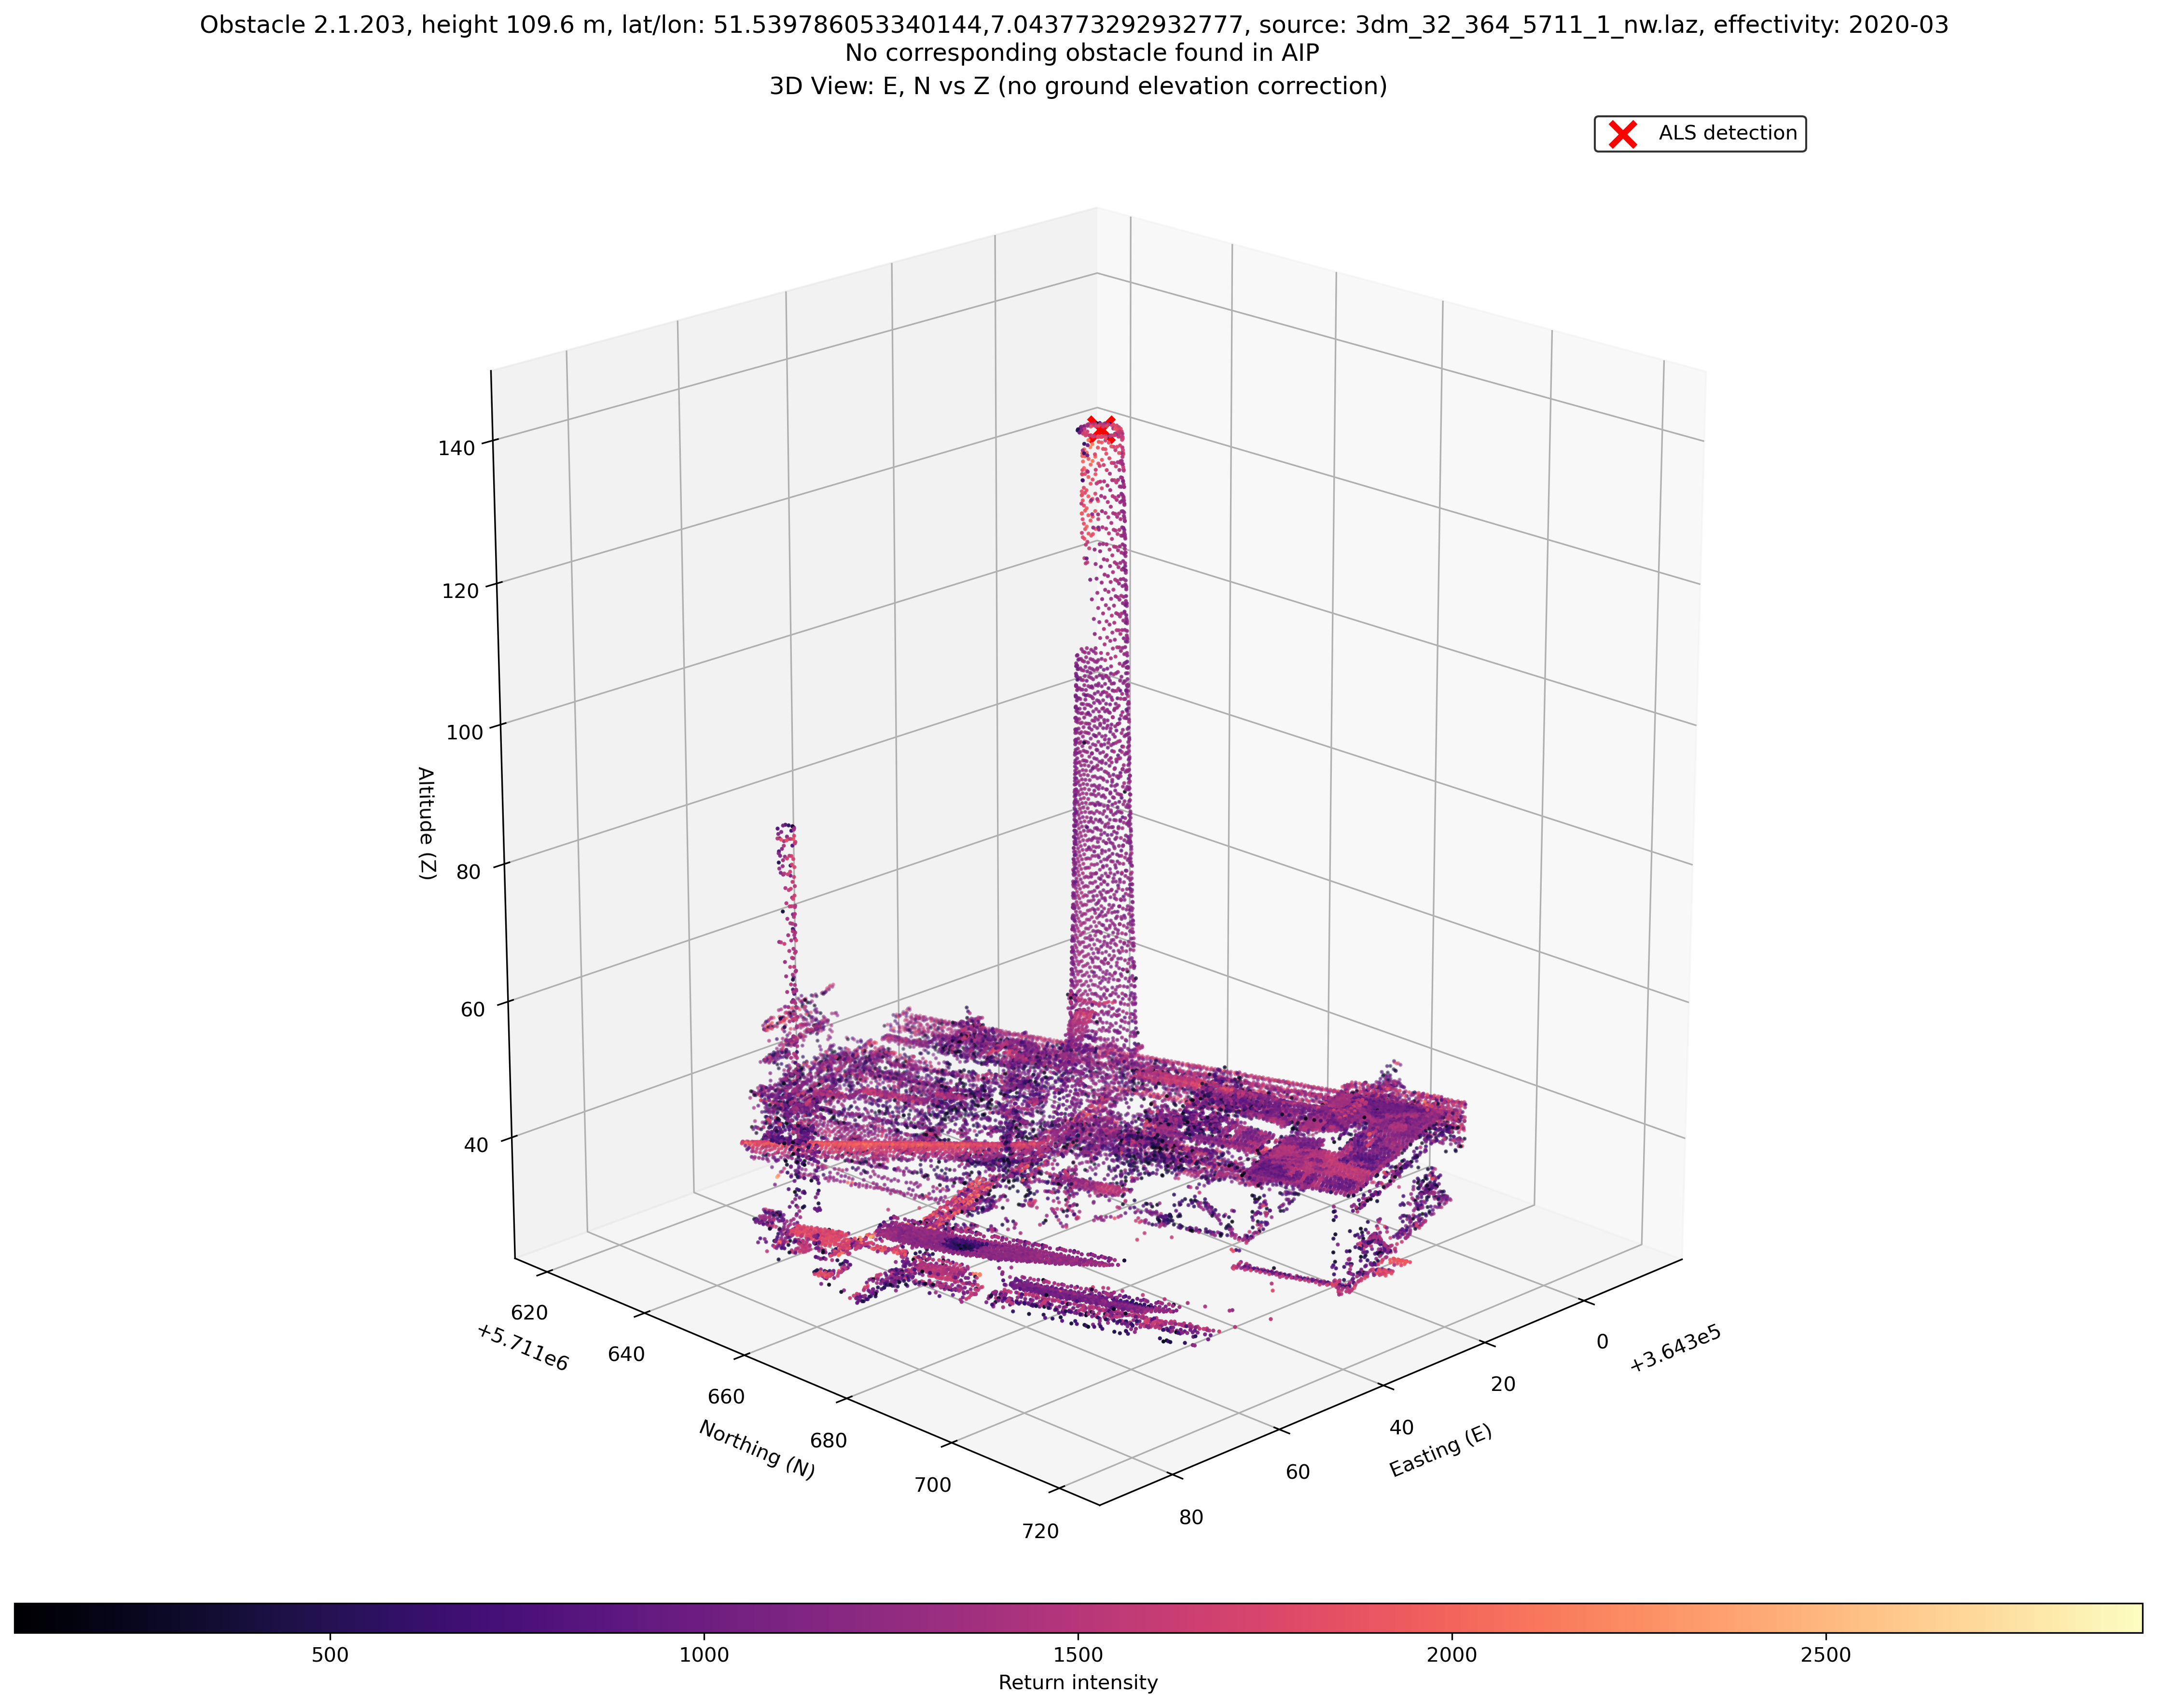 Obstacle 2.1.203, height 109.6 m, lat/lon: 51.539786053340144,7.043773292932777, source: 3dm_32_364_5711_1_nw.laz, effectivity: 2020-03
No corresponding obstacle found in AIP
3D View: E, N vs Z (no ground elevation correction)
ALS detection
140
120
100
80
60
40
Altitude (Z)
620
640
660
680
700
720
+5.711e6
Northing (N)
0
20
40
60
80
+3.643e5
Easting (E)
500
1000
1500
2000
2500
Return intensity